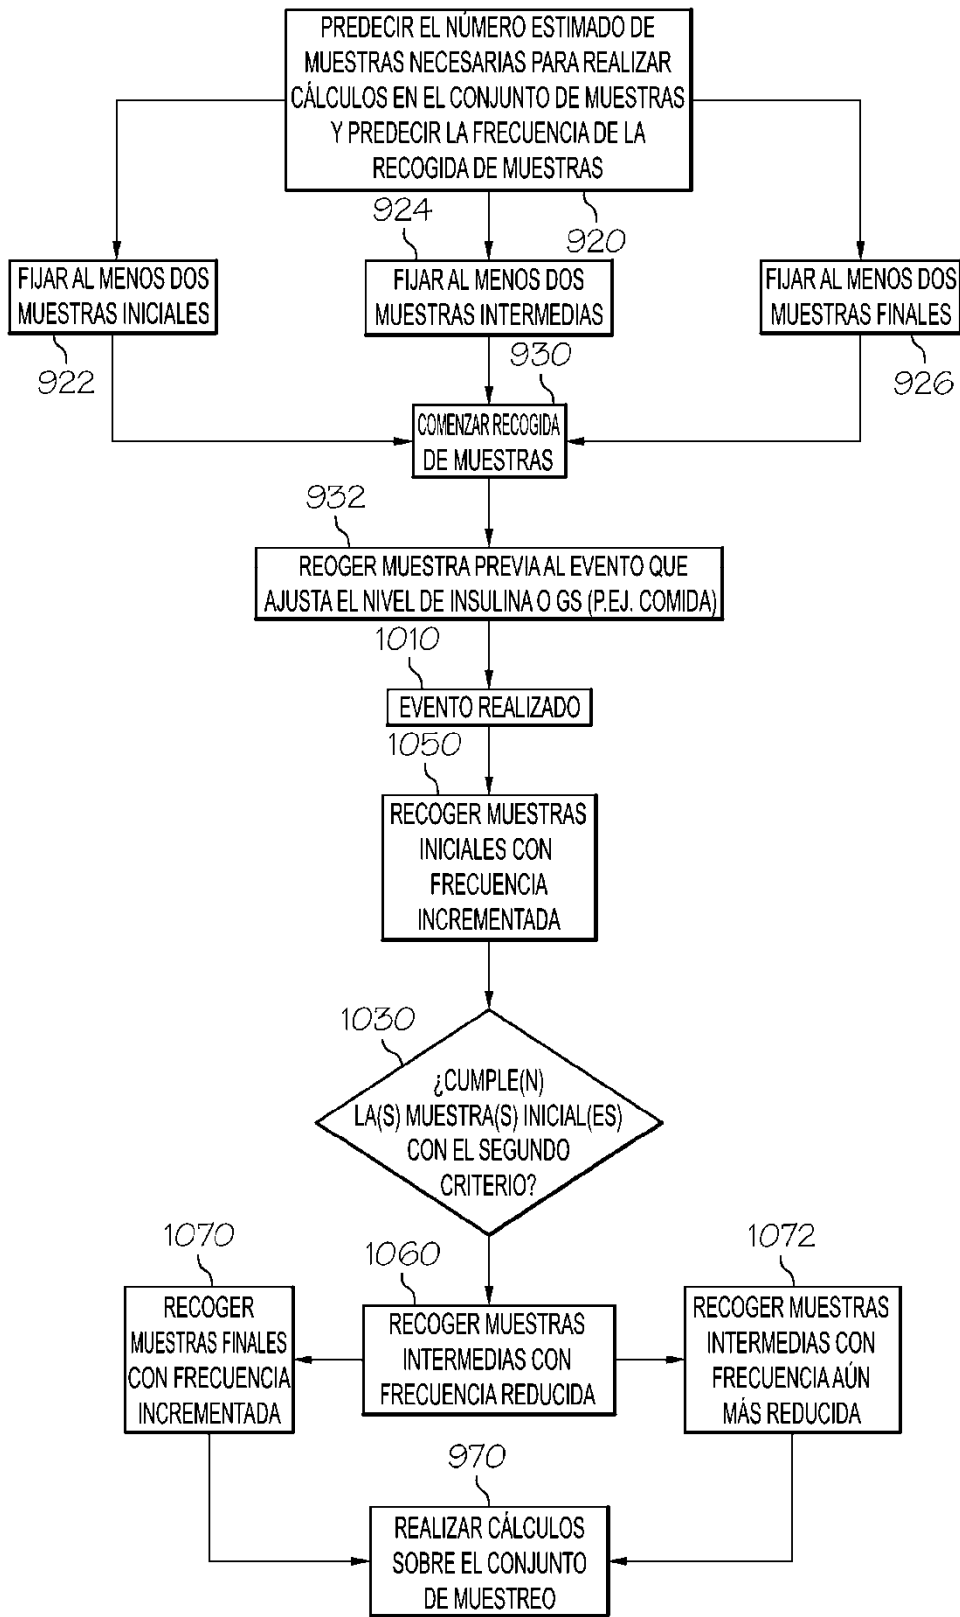 PREDECIR EL NÚMERO ESTIMADO DE
MUESTRAS NECESARIAS PARA REALIZAR
CÁLCULOS EN EL CONJUNTO DE MUESTRAS
Y PREDECIR LA FRECUENCIA DE LA
RECOGIDA DE MUESTRAS
920
924
FIJAR AL MENOS DOS
MUESTRAS INICIALES
922
FIJAR AL MENOS DOS
MUESTRAS INTERMEDIAS
FIJAR AL MENOS DOS
MUESTRAS FINALES
926
930
COMENZAR RECOGIDA
DE MUESTRAS
932
REOGER MUESTRA PREVIA AL EVENTO QUE
AJUSTA EL NIVEL DE INSULINA O GS (P.EJ. COMIDA)
1010
EVENTO REALIZADO
1050
RECOGER MUESTRAS
INICIALES CON
FRECUENCIA
INCREMENTADA
1030
¿CUMPLE(N)
LA(S) MUESTRA(S) INICIAL(ES)
CON EL SEGUNDO
CRITERIO?
1070
RECOGER
MUESTRAS FINALES
CON FRECUENCIA
INCREMENTADA
1060
RECOGER MUESTRAS
INTERMEDIAS CON
FRECUENCIA REDUCIDA
1072
RECOGER MUESTRAS
INTERMEDIAS CON
FRECUENCIA AÚN
MÁS REDUCIDA
970
REALIZAR CÁLCULOS
SOBRE EL CONJUNTO
DE MUESTREO